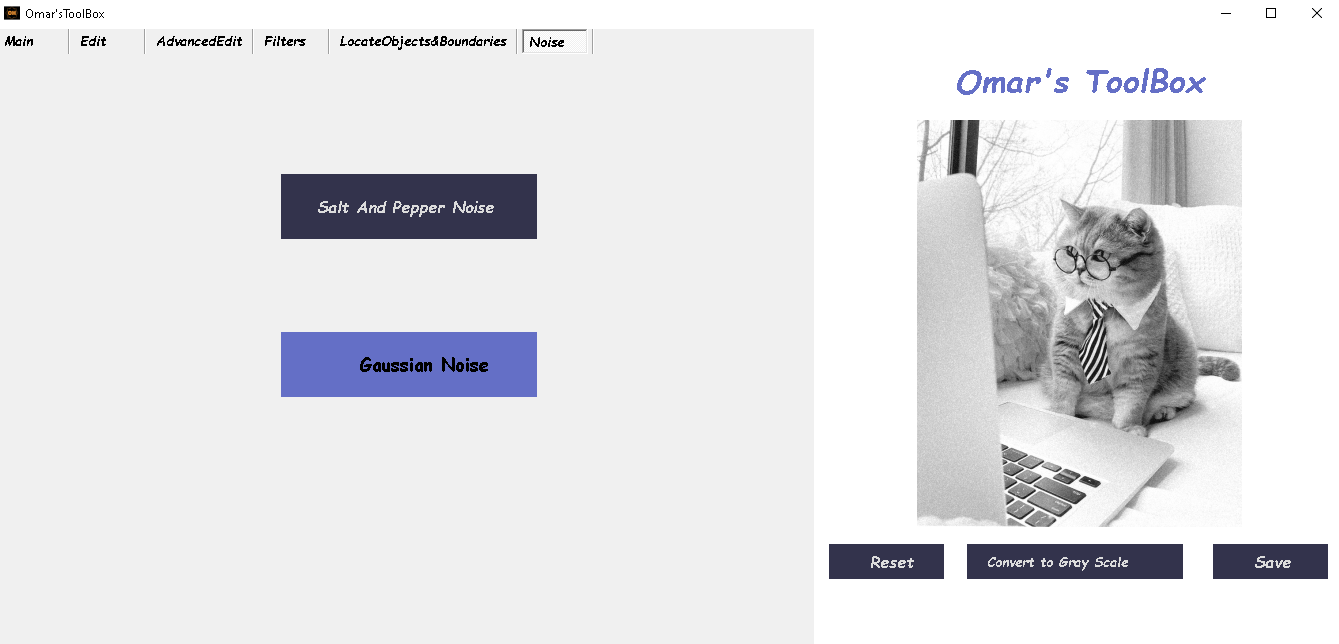 Omar'sToolBox
Main Edit AdvancedEdit Filters LocateObjects&Boundaries Noise
Omar's ToolBox
Salt And Pepper Noise
Gaussian Noise
Reset Convert to Gray Scale Save